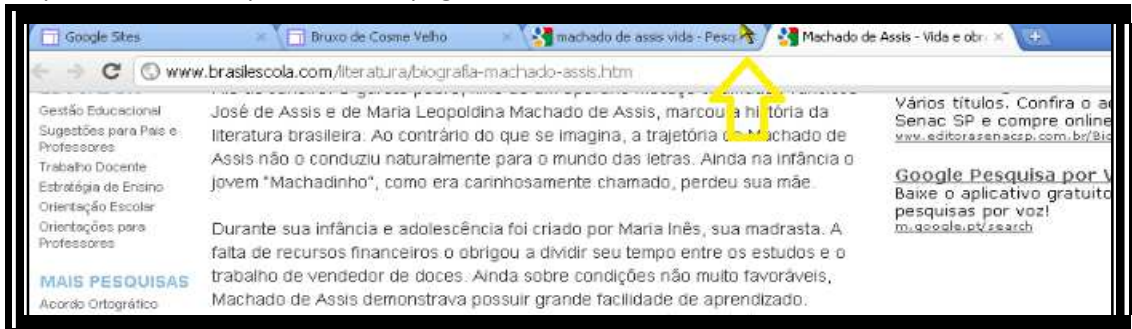 Google Sites
Bruxo de Cosme Velho
machado de assis vida - Pesq
Machado de Assis - Vida e obr
www.brasilescola.com/literatura/biografia-machado-assis.htm
Gestão Educacional
Sugestões para Pais e
Professores
Trabalho Docente
Estratégia de Ensino
Orientação Escolar
Orientações para
Professores
MAIS PESQUISAS
Acordo Ortográfico
José de Assis e de Maria Leopoldina Machado de Assis, marcou a história da
literatura brasileira. Ao contrário do que se imagina, a trajetória de Machado de
Assis não o conduziu naturalmente para o mundo das letras. Ainda na infância o
jovem "Machadinho", como era carinhosamente chamado, perdeu sua mãe.
Durante sua infância e adolescência foi criado por Maria Inês, sua madrasta. A
falta de recursos financeiros o obrigou a dividir seu tempo entre os estudos e o
trabalho de vendedor de doces. Ainda sobre condições não muito favoráveis,
Machado de Assis demonstrava possuir grande facilidade de aprendizado.
Vários títulos. Confira o
Senac SP e compre online
www.editorasenacsp.com.br/Bio
Google Pesquisa por V
Baixe o aplicativo gratuito
pesquisas por voz!
m.google.pt/search